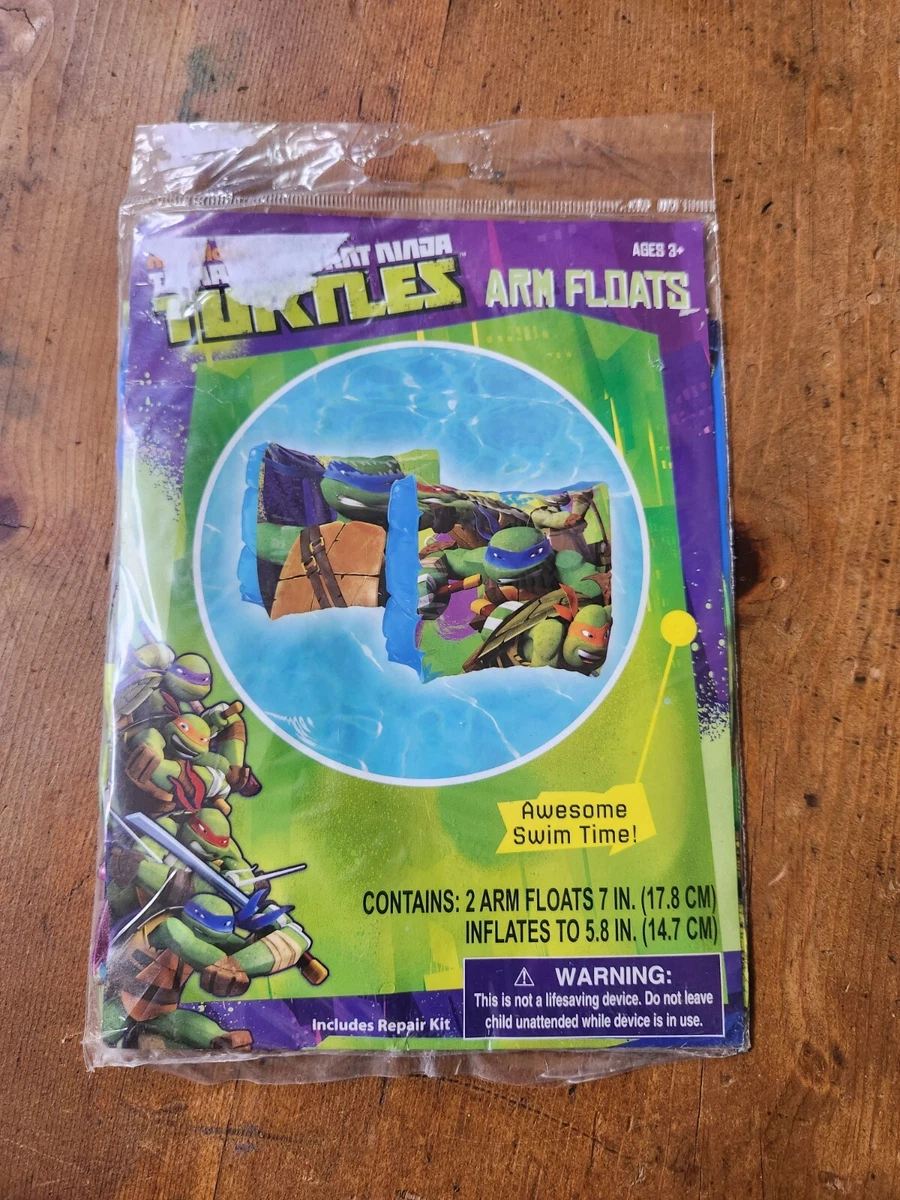 NINJA
TURTLES™
ARM FLOATS
AGES 3+
Awesome
Swim Time!
CONTAINS: 2 ARM FLOATS 7 IN. (17.8 CM)
INFLATES TO 5.8 IN. (14.7 CM)
⚠ WARNING:
This is not a lifesaving device. Do not leave
child unattended while device is in use.
Includes Repair Kit